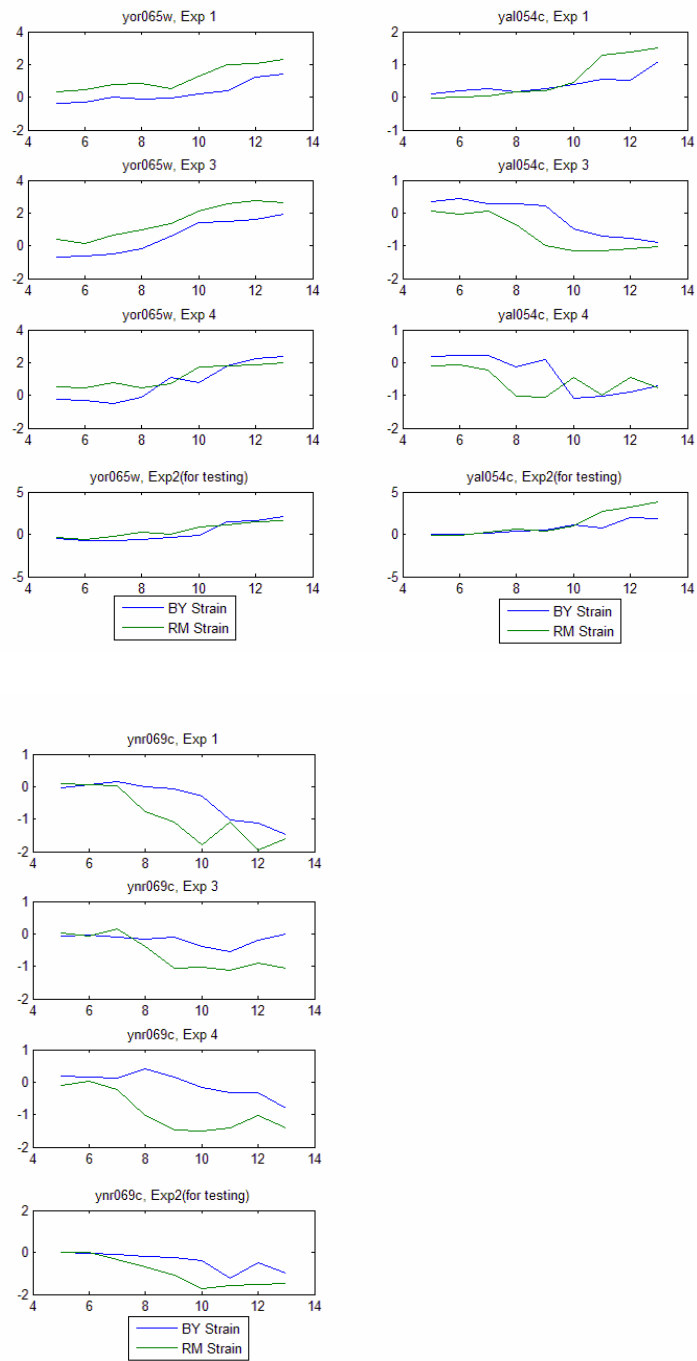 yor065w, Exp 1
4
2
0
-2
4 6 8 10 12 14
yal054c, Exp 1
2
1
0
-1
4 6 8 10 12 14
yor065w, Exp 3
4
2
0
-2
4 6 8 10 12 14
yal054c, Exp 3
1
0
-1
-2
4 6 8 10 12 14
yor065w, Exp 4
4
2
0
-2
4 6 8 10 12 14
yal054c, Exp 4
1
0
-1
-2
4 6 8 10 12 14
yor065w, Exp2(for testing)
5
0
-5
4 6 8 10 12 14
BY Strain
RM Strain
yal054c, Exp2(for testing)
5
0
-5
4 6 8 10 12 14
BY Strain
RM Strain
ynr069c, Exp 1
1
0
-1
-2
4 6 8 10 12 14
ynr069c, Exp 3
1
0
-1
-2
4 6 8 10 12 14
ynr069c, Exp 4
1
0
-1
-2
4 6 8 10 12 14
ynr069c, Exp2(for testing)
2
0
-2
4 6 8 10 12 14
BY Strain
RM Strain